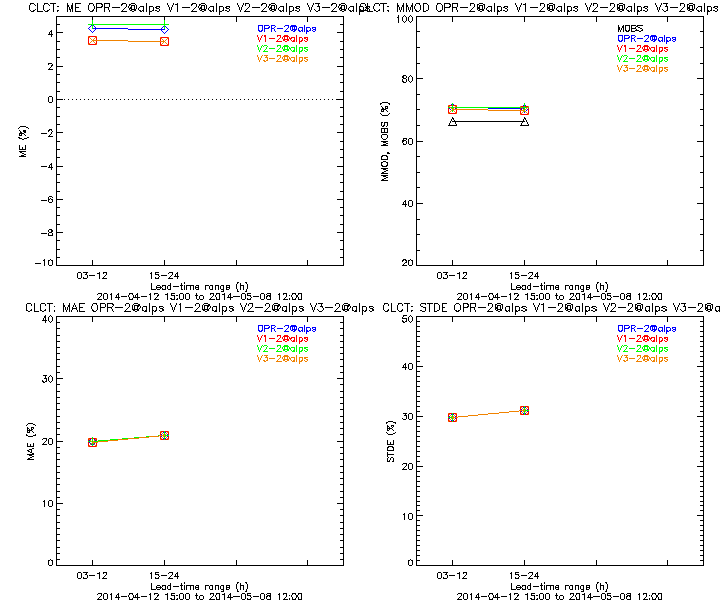 CLCT: ME OPR-2@alps V1-2@alps V2-2@alps V3-2@alps
4
2
0
-2
-4
-6
-8
-10
ME (%)
OPR-2@alps
V1-2@alps
V2-2@alps
V3-2@alps
03-12 15-24
Lead-time range (h)
2014-04-12 15:00 to 2014-05-08 12:00
CLCT: MMOD OPR-2@alps V1-2@alps V2-2@alps V3-2@alps
100
80
60
40
20
MMOD, MOBS (%)
MOBS
OPR-2@alps
V1-2@alps
V2-2@alps
V3-2@alps
03-12 15-24
Lead-time range (h)
2014-04-12 15:00 to 2014-05-08 12:00
CLCT: MAE OPR-2@alps V1-2@alps V2-2@alps V3-2@alps
40
30
20
10
0
MAE (%)
OPR-2@alps
V1-2@alps
V2-2@alps
V3-2@alps
03-12 15-24
Lead-time range (h)
2014-04-12 15:00 to 2014-05-08 12:00
CLCT: STDE OPR-2@alps V1-2@alps V2-2@alps V3-2@a
50
40
30
20
10
0
STDE (%)
OPR-2@alps
V1-2@alps
V2-2@alps
V3-2@alps
03-12 15-24
Lead-time range (h)
2014-04-12 15:00 to 2014-05-08 12:00